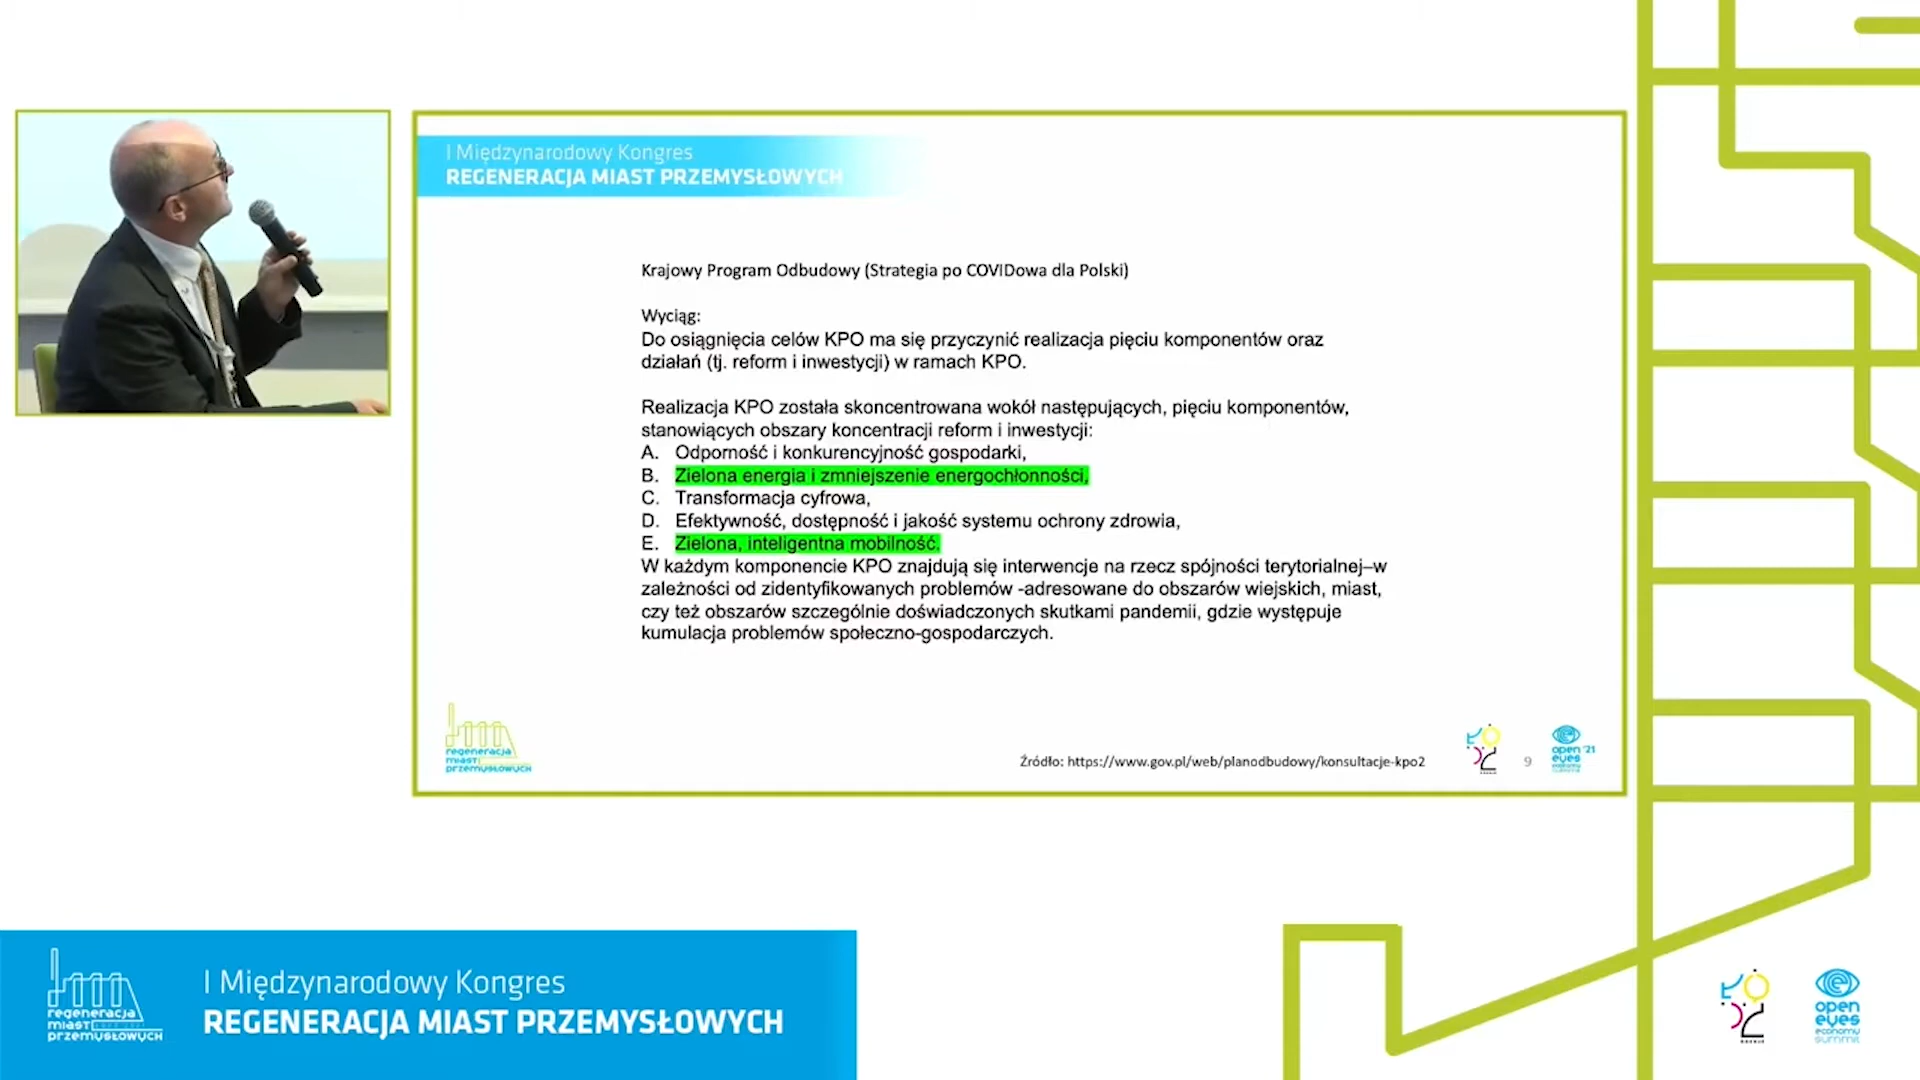 I Międzynarodowy Kongres
REGENERACJA MIAST PRZEMYSŁOWYCH
Krajowy Program Odbudowy (Strategia po COVIDowa dla Polski)
Wyciąg:
Do osiągnięcia celów KPO ma się przyczynić realizacja pięciu komponentów oraz
działań (tj. reform i inwestycji) w ramach KPO.
Realizacja KPO została skoncentrowana wokół następujących, pięciu komponentów,
stanowiących obszary koncentracji reform i inwestycji:
A. Odporność i konkurencyjność gospodarki,
B. Zielona energia i zmniejszenie energochłonności,
C. Transformacja cyfrowa,
D. Efektywność, dostępność i jakość systemu ochrony zdrowia,
E. Zielona, inteligentna mobilność.
W każdym komponencie KPO znajdują się interwencje na rzecz spójności terytorialnej–w
zależności od zidentyfikowanych problemów -adresowane do obszarów wiejskich, miast,
czy też obszarów szczególnie doświadczonych skutkami pandemii, gdzie występuje
kumulacja problemów społeczno-gospodarczych.
regeneracja
miast
przemysłowych
Źródło: https://www.gov.pl/web/planodbudowy/konsultacje-kpo2
9
open '21
eyes
economy
summit
I Międzynarodowy Kongres
REGENERACJA MIAST PRZEMYSŁOWYCH
regeneracja
miast
przemysłowych
open
eyes
economy
summit